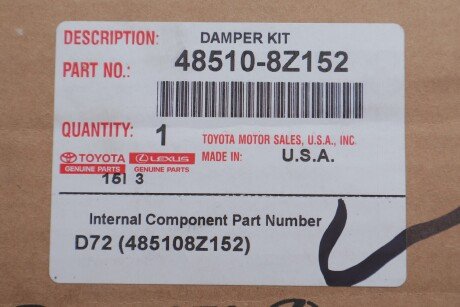 DESCRIPTION: DAMPER KIT
PART NO.: 48510-8Z152
QUANTITY: 1 TOYOTA MOTOR SALES, U.S.A., INC.
TOYOTA LEXUS MADE IN: U.S.A.
GENUINE PARTS GENUINE PARTS
16I 3
Internal Component Part Number
D72 (485108Z152)